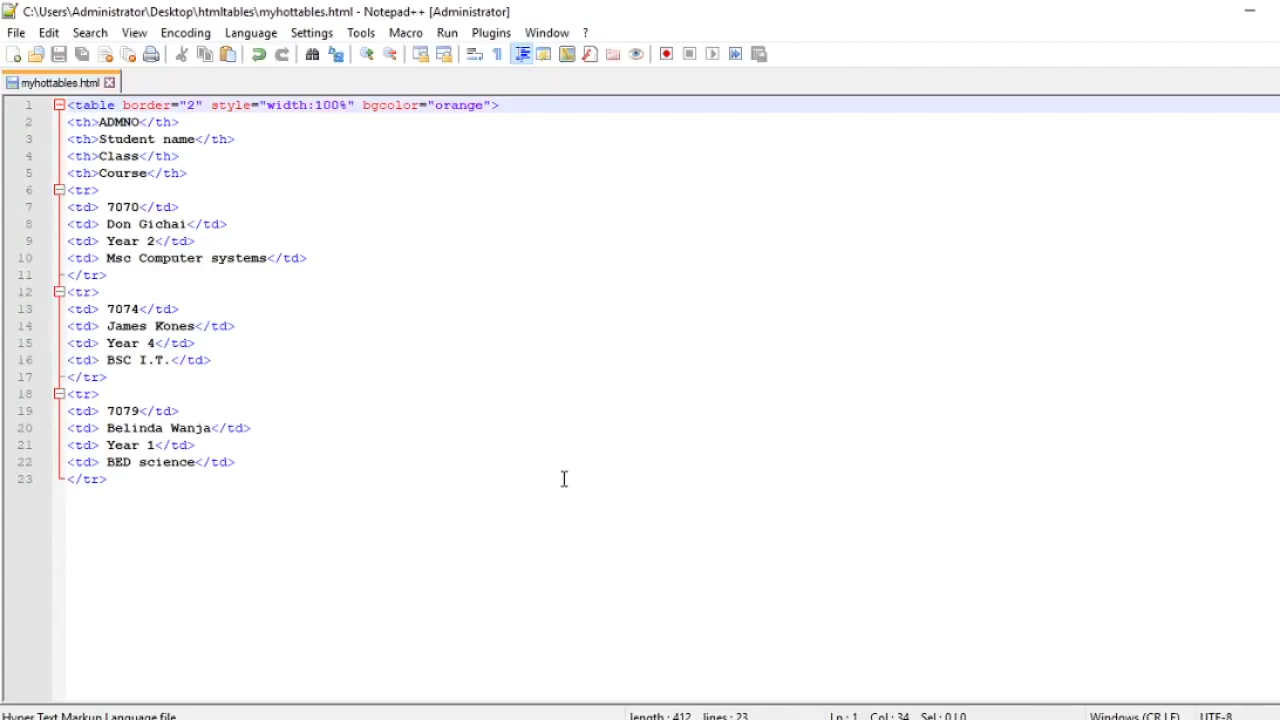 C:\Users\Administrator\Desktop\htmltables\myhottables.html - Notepad++ [Administrator]
File Edit Search View Encoding Language Settings Tools Macro Run Plugins Window ?
myhottables.html
1 <table border="2" style="width:100%" bgcolor="orange">
2 <th>ADMNO</th>
3 <th>Student name</th>
4 <th>Class</th>
5 <th>Course</th>
6 <tr>
7 <td> 7070</td>
8 <td> Don Gichai</td>
9 <td> Year 2</td>
10 <td> Msc Computer systems</td>
11 </tr>
12 <tr>
13 <td> 7074</td>
14 <td> James Kones</td>
15 <td> Year 4</td>
16 <td> BSC I.T.</td>
17 </tr>
18 <tr>
19 <td> 7079</td>
20 <td> Belinda Wanja</td>
21 <td> Year 1</td>
22 <td> BED science</td>
23 </tr>
Hyper Text Markup Language file length : 412 lines : 23 Ln : 1 Col : 34 Sel : 0 | 0 Windows (CR LF) UTF-8